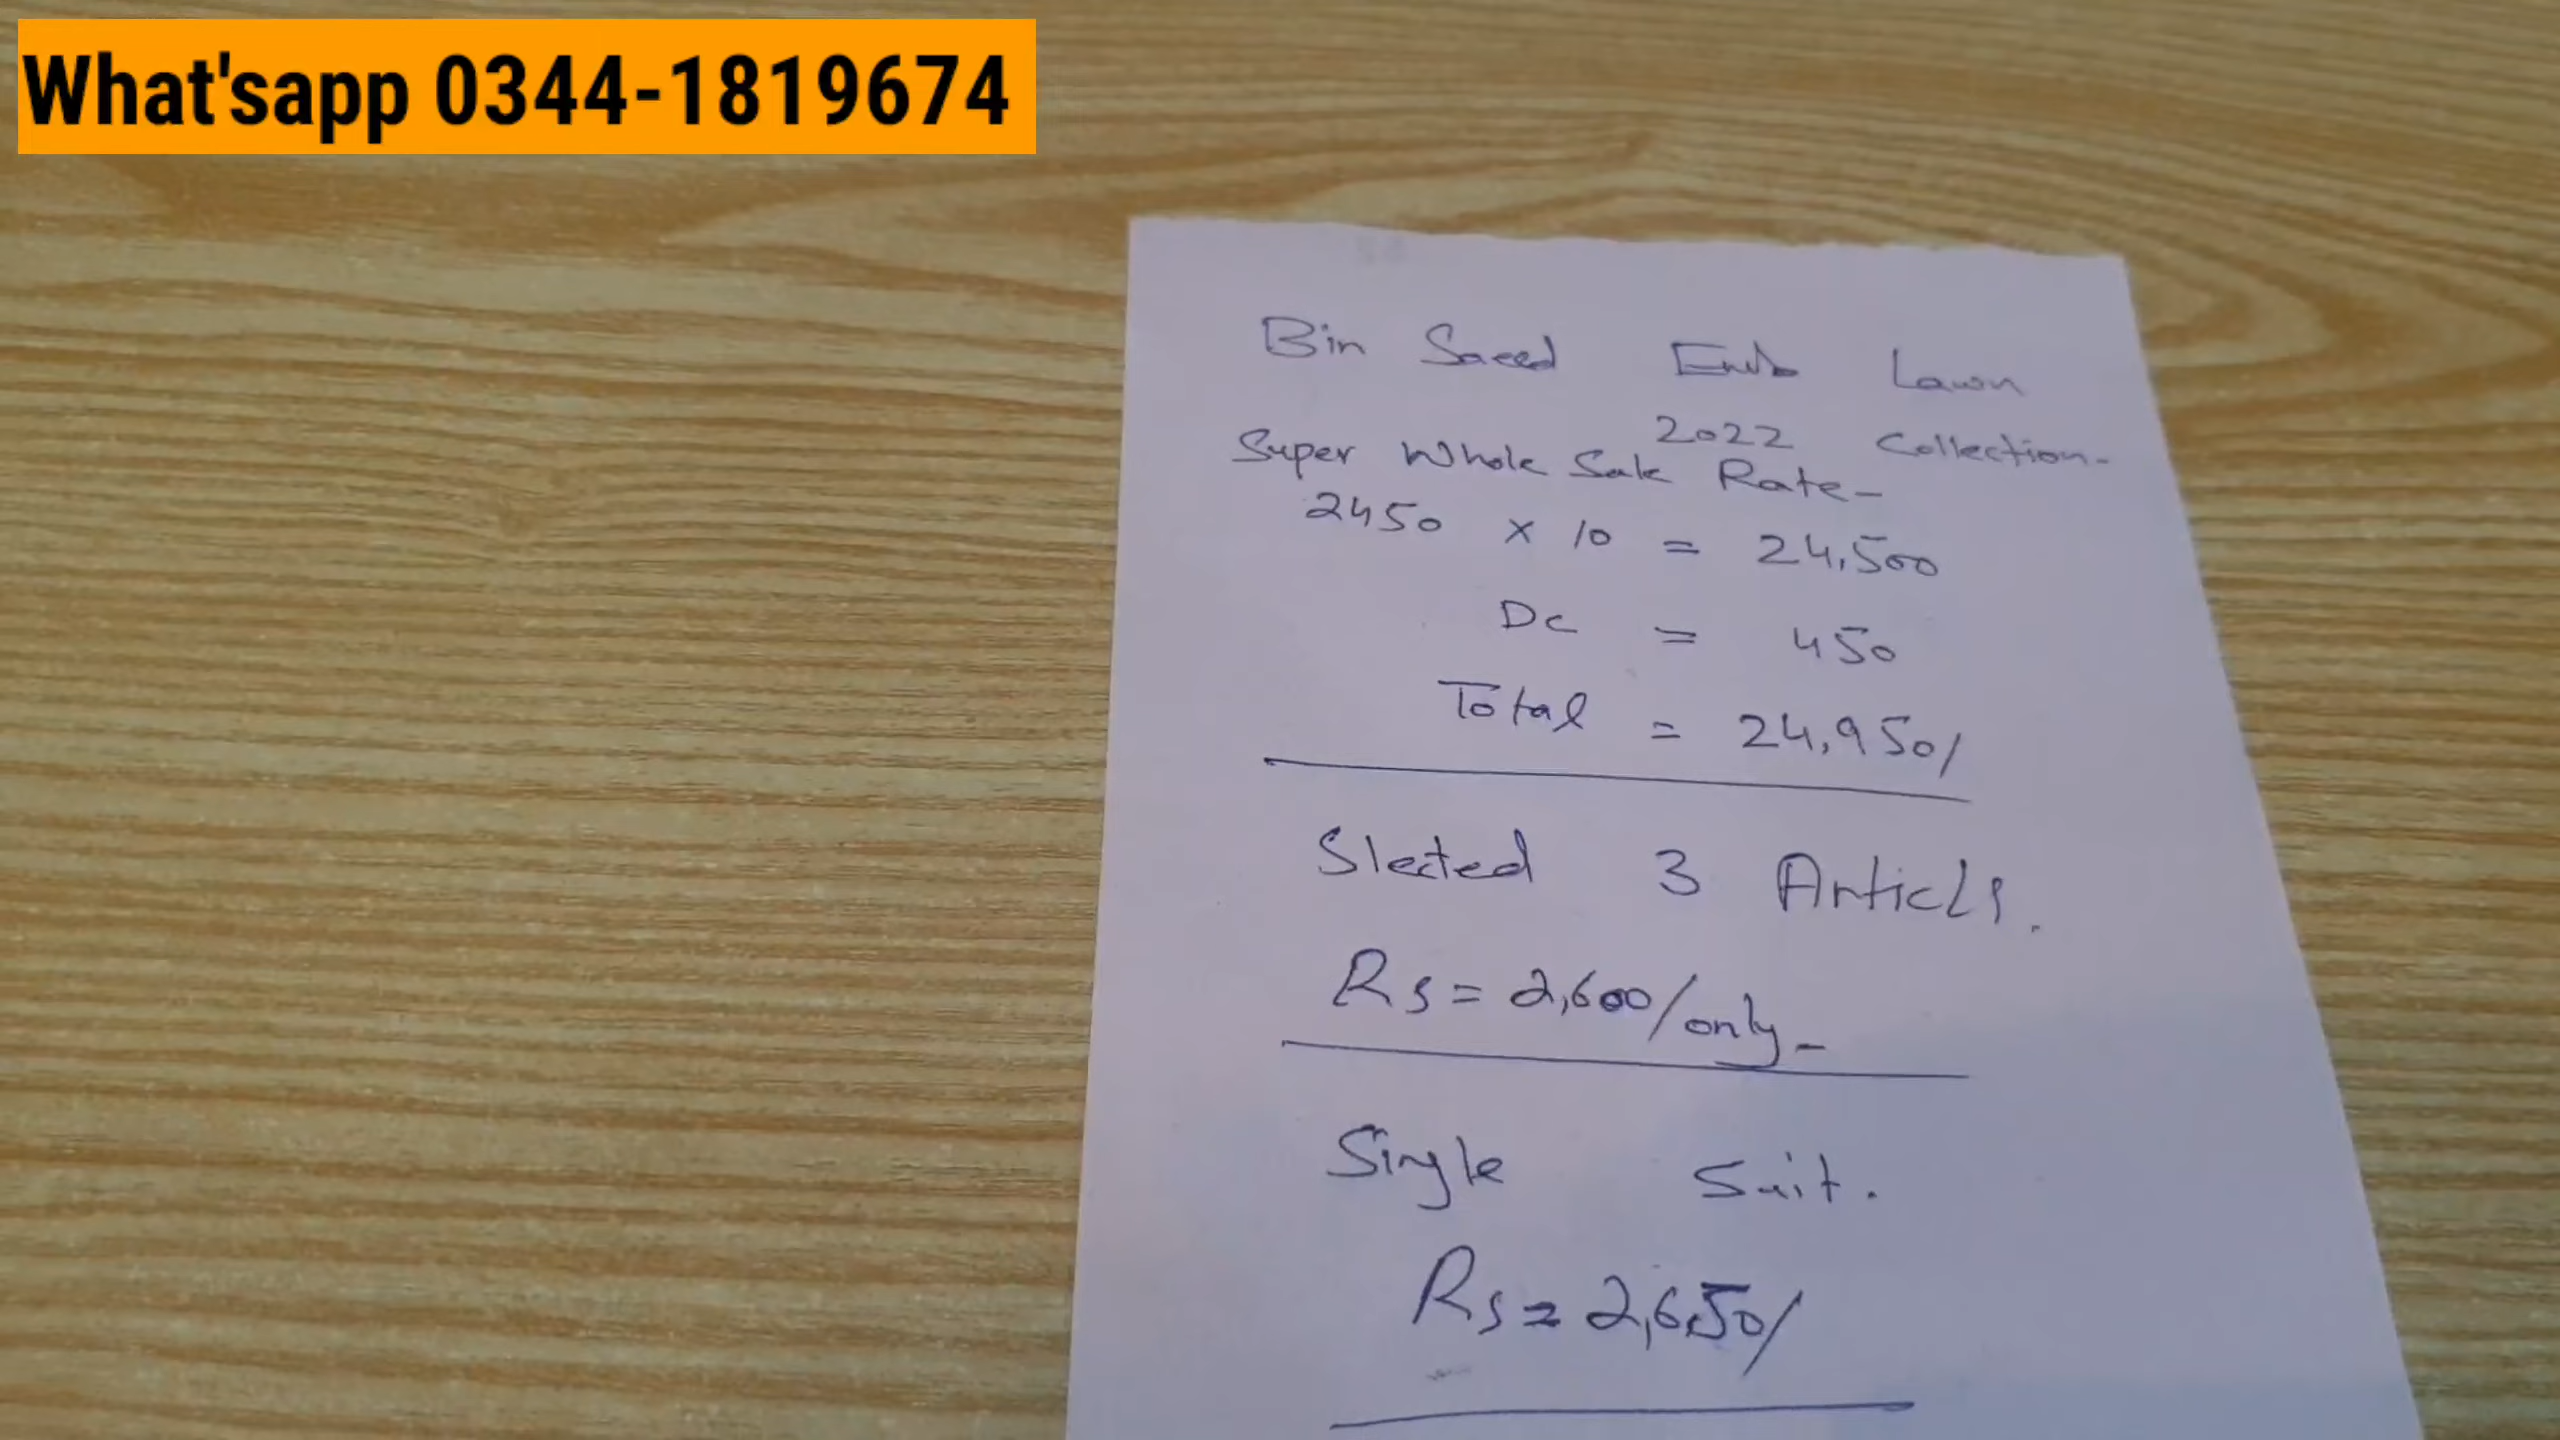 What'sapp 0344-1819674
Bin Saeed Emb Lawn
2022 Collection-
Super Whole Sale Rate-
2450 x 10 = 24,500
Dc = 450
Total = 24,950/
Slected 3 Articls.
Rs = 2,600/only-
Single Suit.
Rs = 2,650/